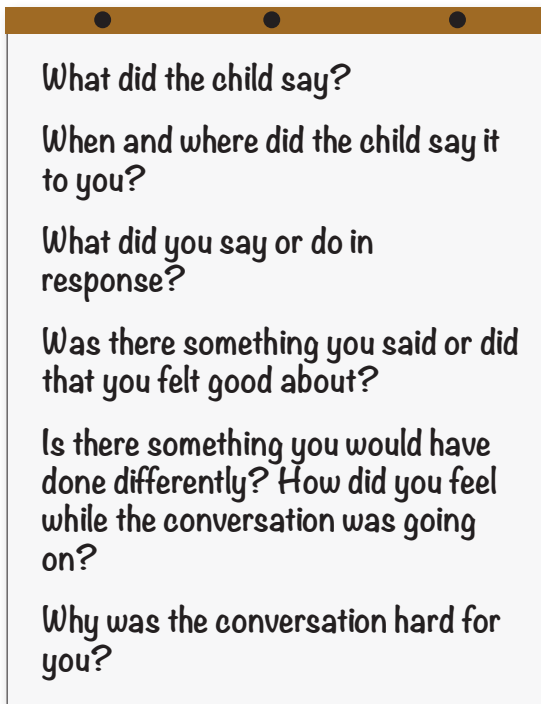 What did the child say?
When and where did the child say it
to you?
What did you say or do in
response?
Was there something you said or did
that you felt good about?
Is there something you would have
done differently? How did you feel
while the conversation was going
on?
Why was the conversation hard for
you?